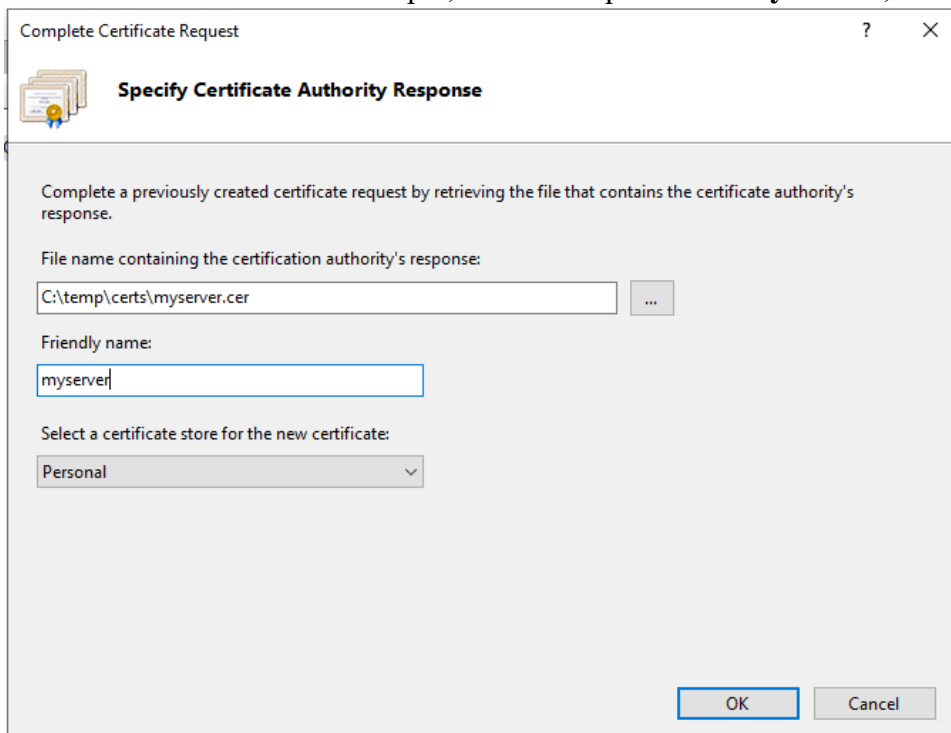 Complete Certificate Request ?
Specify Certificate Authority Response
Complete a previously created certificate request by retrieving the file that contains the certificate authority's
response.
File name containing the certification authority's response:
C:\temp\certs\myserver.cer ...
Friendly name:
myserver
Select a certificate store for the new certificate:
Personal
OK Cancel